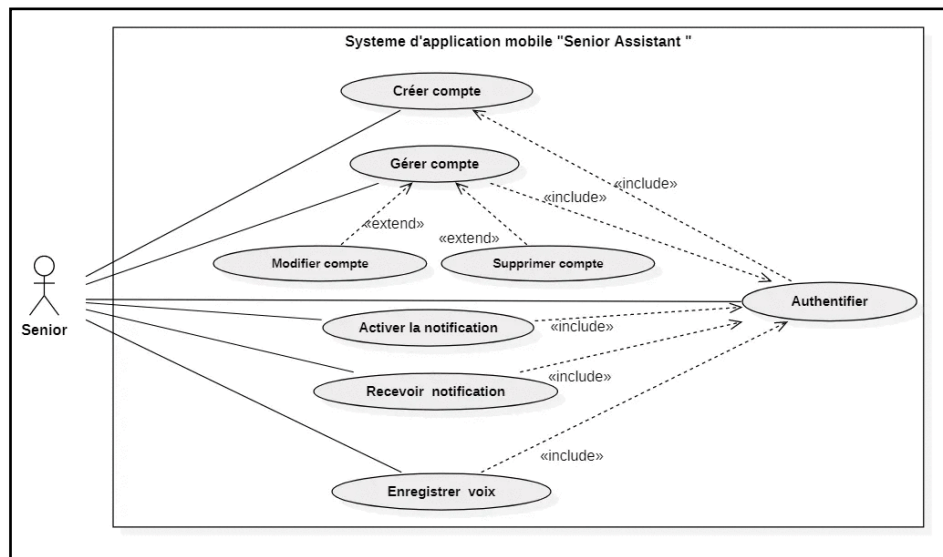 Systeme d'application mobile "Senior Assistant "
Créer compte
Gérer compte
«include»
«include»
«extend»
«extend»
Modifier compte
Supprimer compte
Authentifier
Senior
Activer la notification
«include»
Recevoir notification
«include»
«include»
Enregistrer voix